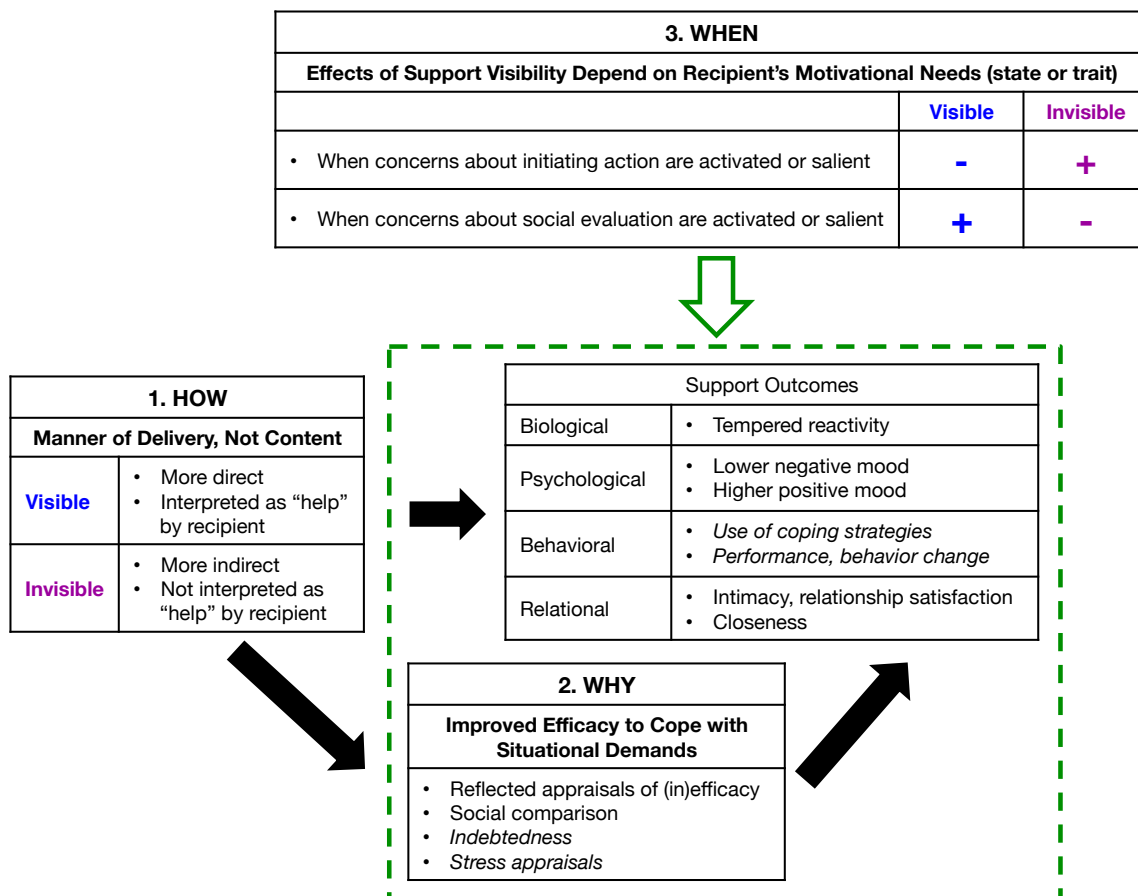 3. WHEN
Effects of Support Visibility Depend on Recipient’s Motivational Needs (state or trait)
Visible Invisible
• When concerns about initiating action are activated or salient - +
• When concerns about social evaluation are activated or salient + -
1. HOW
Manner of Delivery, Not Content
Visible
• More direct
• Interpreted as “help”
by recipient
Invisible
• More indirect
• Not interpreted as
“help” by recipient
Support Outcomes
Biological
• Tempered reactivity
Psychological
• Lower negative mood
• Higher positive mood
Behavioral
• Use of coping strategies
• Performance, behavior change
Relational
• Intimacy, relationship satisfaction
• Closeness
2. WHY
Improved Efficacy to Cope with
Situational Demands
• Reflected appraisals of (in)efficacy
• Social comparison
• Indebtedness
• Stress appraisals